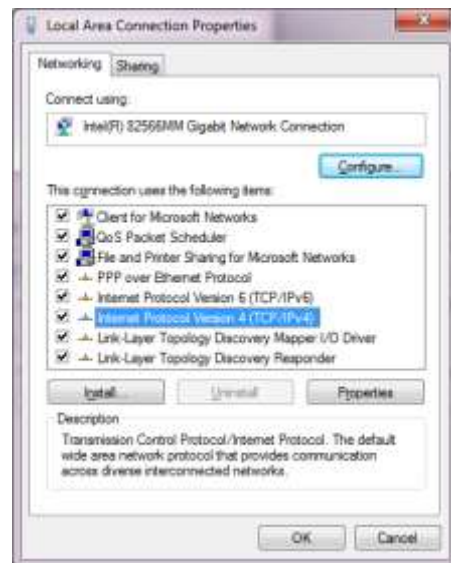 Local Area Connection Properties
Networking
Sharing
Connect using:
Intel(R) 82566MM Gigabit Network Connection
Configure...
This connection uses the following items:
Client for Microsoft Networks
QoS Packet Scheduler
File and Printer Sharing for Microsoft Networks
PPP over Ethernet Protocol
Internet Protocol Version 6 (TCP/IPv6)
Internet Protocol Version 4 (TCP/IPv4)
Link-Layer Topology Discovery Mapper I/O Driver
Link-Layer Topology Discovery Responder
Install...
Uninstall
Properties
Description
Transmission Control Protocol/Internet Protocol. The default
wide area network protocol that provides communication
across diverse interconnected networks.
OK
Cancel